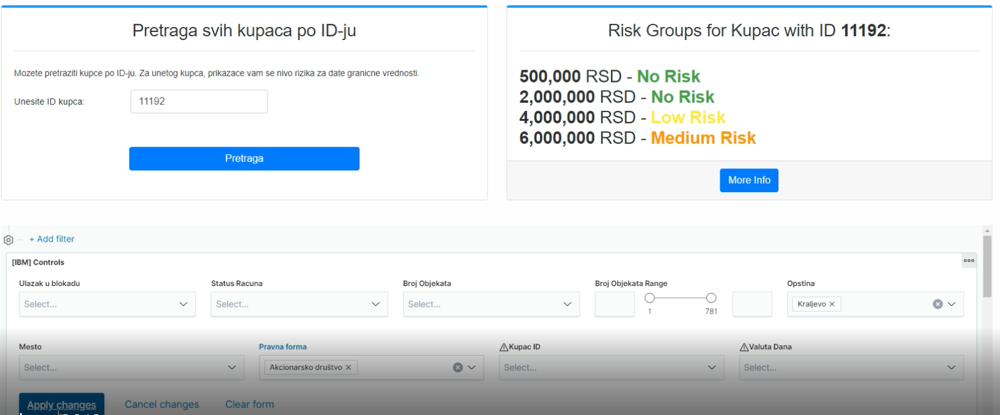 Pretraga svih kupaca po ID-ju
Mozete pretraziti kupce po ID-ju. Za unetog kupca, prikazace vam se nivo rizika za date granicne vrednosti.
Unesite ID kupca: 11192
Pretraga
Risk Groups for Kupac with ID 11192:
500,000 RSD - No Risk
2,000,000 RSD - No Risk
4,000,000 RSD - Low Risk
6,000,000 RSD - Medium Risk
More Info
+ Add filter
[IBM] Controls
Ulazak u blokadu Status Racuna Broj Objekata Broj Objekata Range Opstina
Select... Select... Select... Kraljevo ×
1 781
Mesto Pravna forma Kupac ID Valuta Dana
Select... Akcionarsko društvo × Select... Select...
Apply changes Cancel changes Clear form